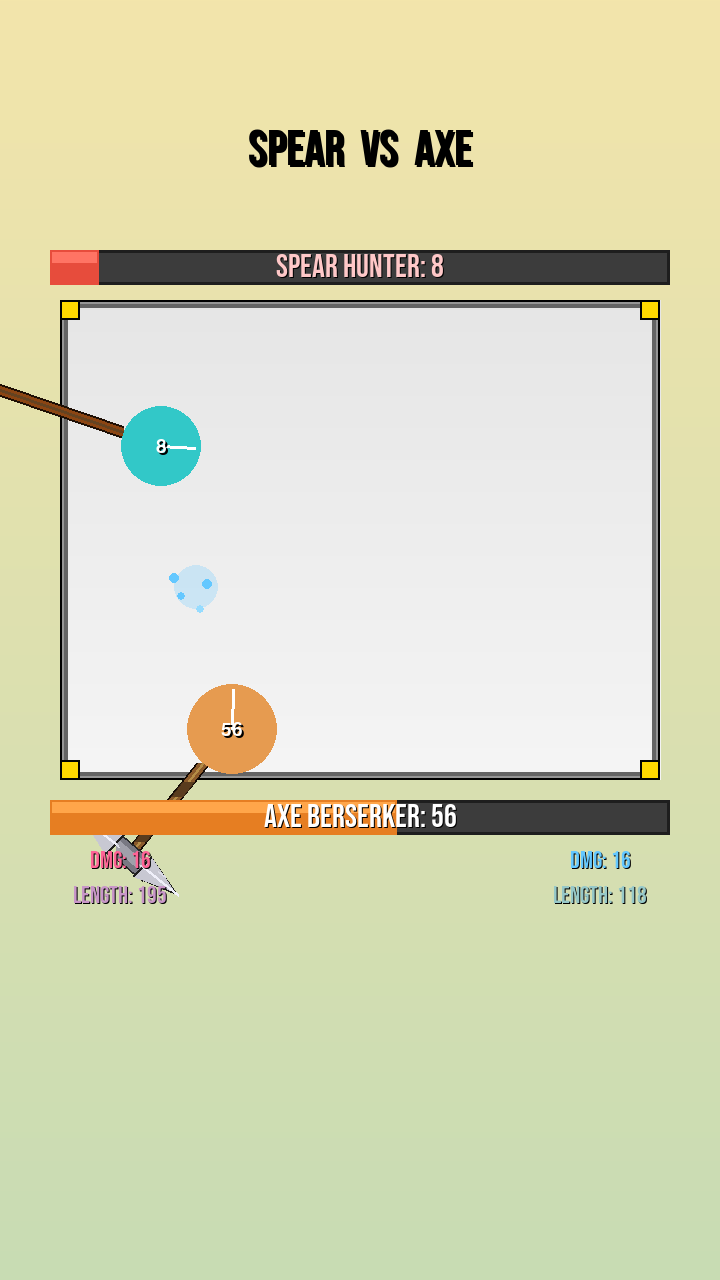 SPEAR VS AXE
SPEAR HUNTER: 8
8
56
AXE BERSERKER: 56
DMG: 16
DMG: 16
LENGTH: 195
LENGTH: 118